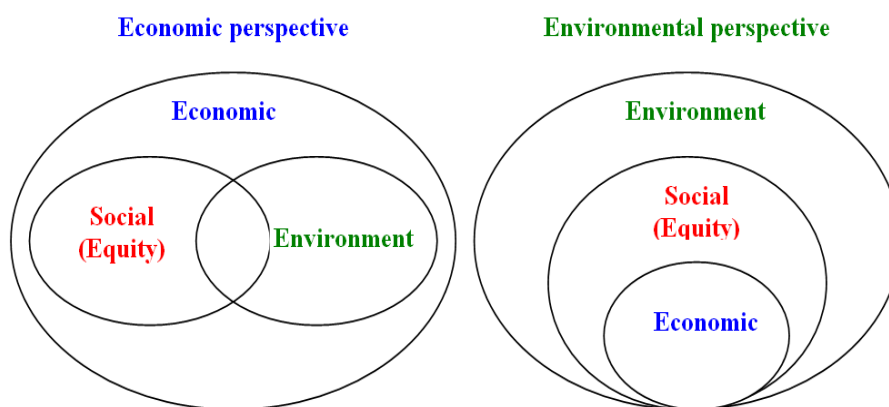 Economic perspective
Economic
Social
(Equity)
Environment
Environmental perspective
Environment
Social
(Equity)
Economic